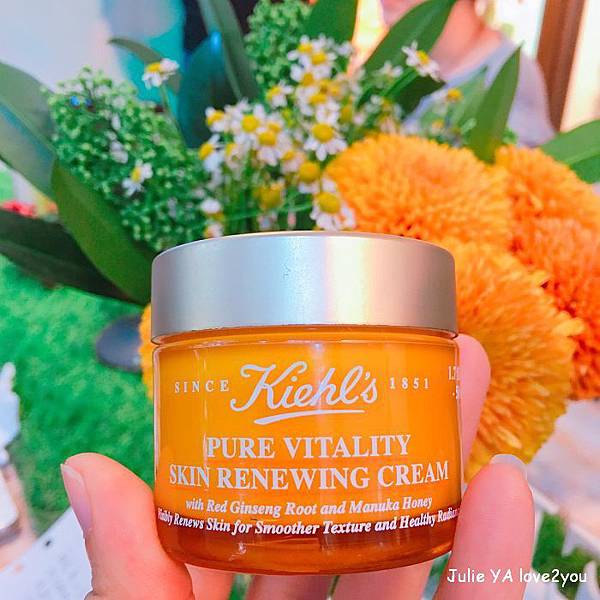 SINCE Kiehl's 1851
PURE VITALITY
SKIN RENEWING CREAM
with Red Ginseng Root and Manuka Honey
Renews Skin for Smoother Texture and Healthy
Julie YA love2you